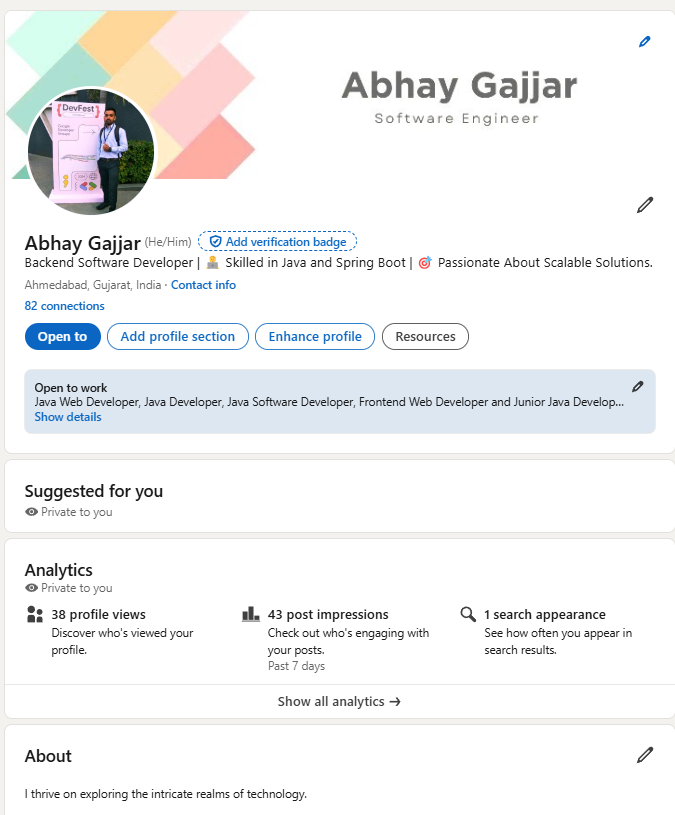 Abhay Gajjar
Software Engineer
DevFest
Abhay Gajjar (He/Him) Add verification badge
Backend Software Developer | 👨‍💻 Skilled in Java and Spring Boot | 🎯 Passionate About Scalable Solutions.
Ahmedabad, Gujarat, India · Contact info
82 connections
Open to Add profile section Enhance profile Resources
Open to work
Java Web Developer, Java Developer, Java Software Developer, Frontend Web Developer and Junior Java Develop...
Show details
Suggested for you
Private to you
Analytics
Private to you
38 profile views
Discover who's viewed your
profile.
43 post impressions
Check out who's engaging with
your posts.
Past 7 days
1 search appearance
See how often you appear in
search results.
Show all analytics →
About
I thrive on exploring the intricate realms of technology.